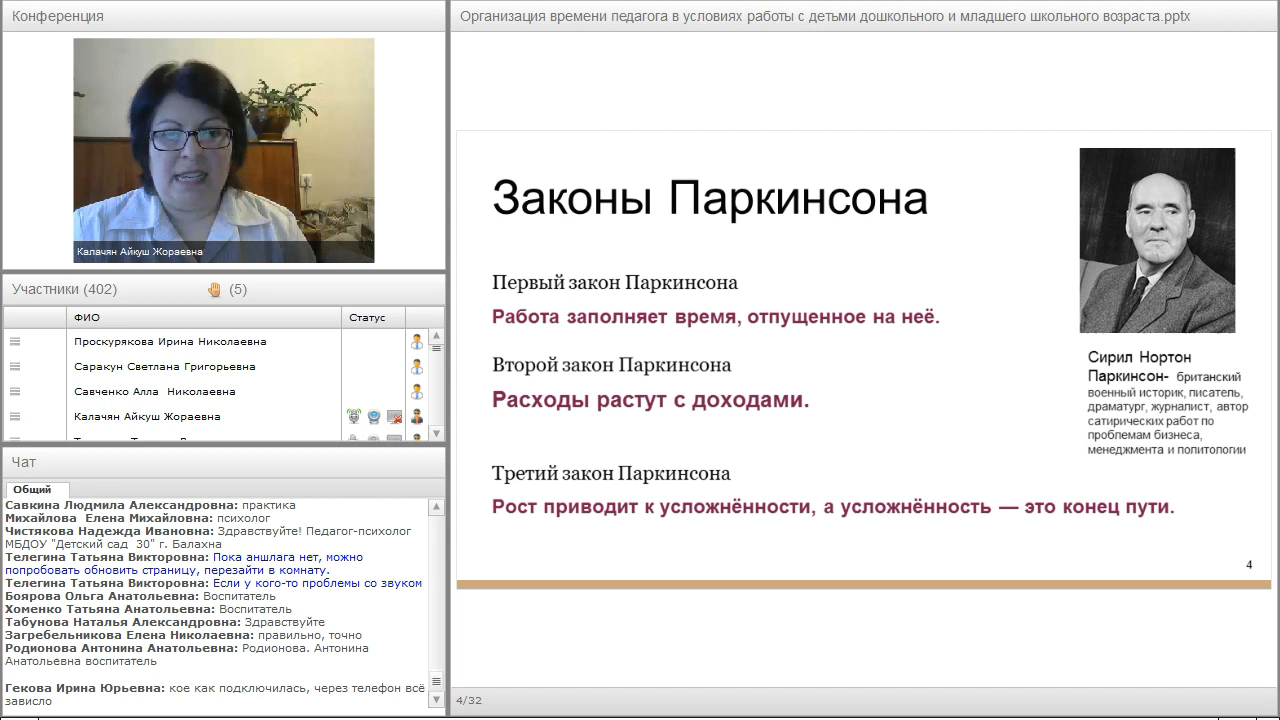 Конференция
Калачян Айкуш Жораевна
Участники (402)
(5)
ФИО
Статус
Проскурякова Ирина Николаевна
Саракун Светлана Григорьевна
Савченко Алла  Николаевна
Калачян Айкуш Жораевна
Чат
Общий
Савкина Людмила Александровна: практика
Михайлова  Елена Михайловна: психолог
Чистякова Надежда Ивановна: Здравствуйте! Педагог-психолог
МБДОУ "Детский сад  30" г. Балахна
Телегина Татьяна Викторовна: Пока аншлага нет, можно
попробовать обновить страницу, перезайти в комнату.
Телегина Татьяна Викторовна: Если у кого-то проблемы со звуком
Боярова Ольга Анатольевна: Воспитатель
Хоменко Татьяна Анатольевна: Воспитатель
Табунова Наталья Александровна: Здравствуйте
Загребельникова Елена Николаевна: правильно, точно
Родионова Антонина Анатольевна: Родионова. Антонина
Анатольевна воспитатель
Гекова Ирина Юрьевна: кое как подключилась, через телефон всё
зависло
Организация времени педагога в условиях работы с детьми дошкольного и младшего школьного возраста.pptx
Законы Паркинсона
Первый закон Паркинсона
Работа заполняет время, отпущенное на неё.
Второй закон Паркинсона
Расходы растут с доходами.
Третий закон Паркинсона
Рост приводит к усложнённости, а усложнённость — это конец пути.
Сирил Нортон
Паркинсон- британский
военный историк, писатель,
драматург, журналист, автор
сатирических работ по
проблемам бизнеса,
менеджмента и политологии
4
4/32